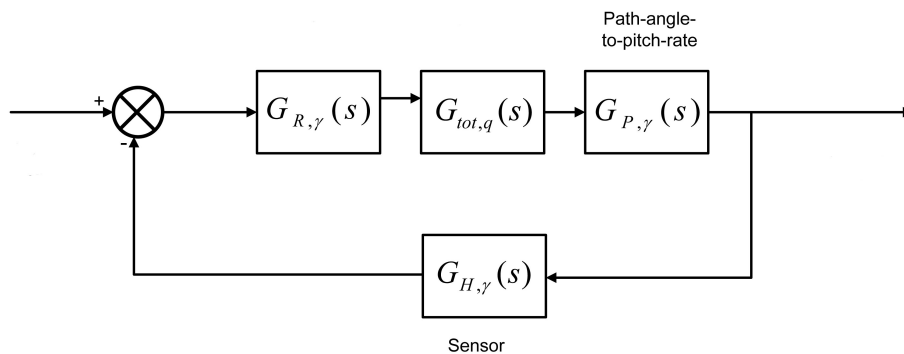 Path-angle-
to-pitch-rate
+
G_{R,γ}(s)
G_{tot,q}(s)
G_{P,γ}(s)
-
G_{H,γ}(s)
Sensor